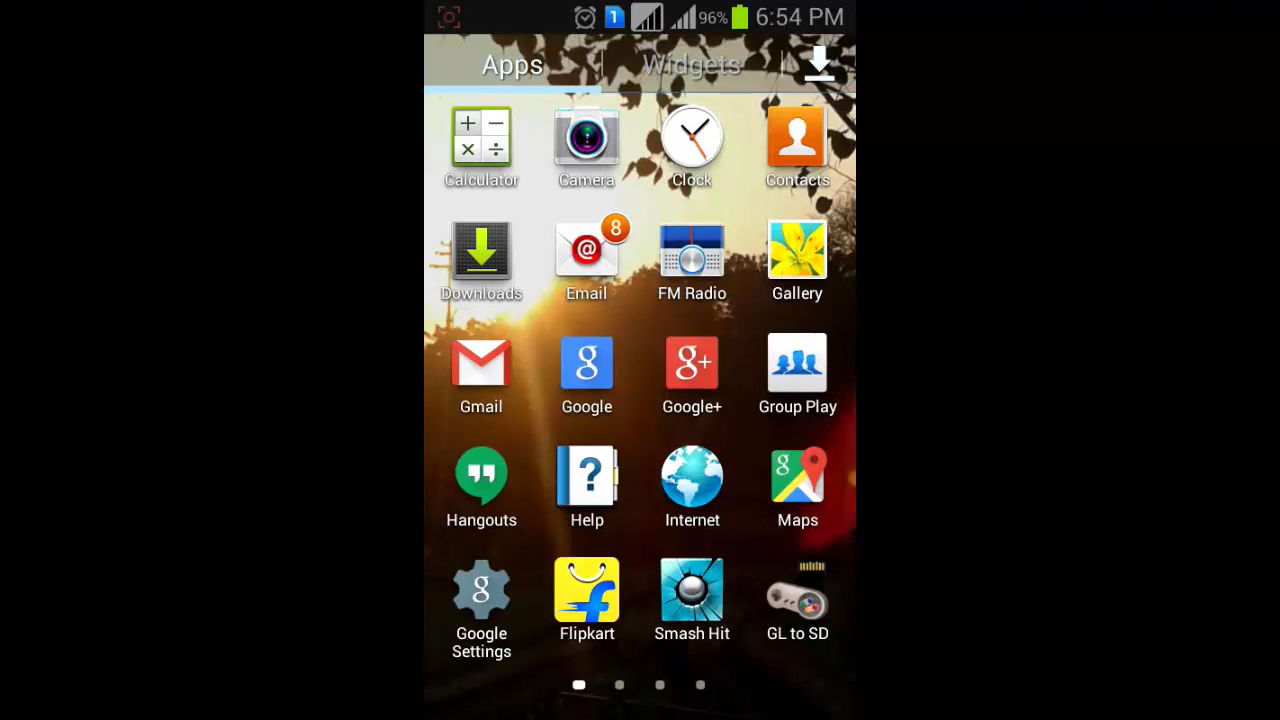 1 96% 6:54 PM
Apps Widgets
Calculator Camera Clock Contacts
8
Downloads Email FM Radio Gallery
Gmail Google Google+ Group Play
Hangouts Help Internet Maps
Google Settings Flipkart Smash Hit GL to SD